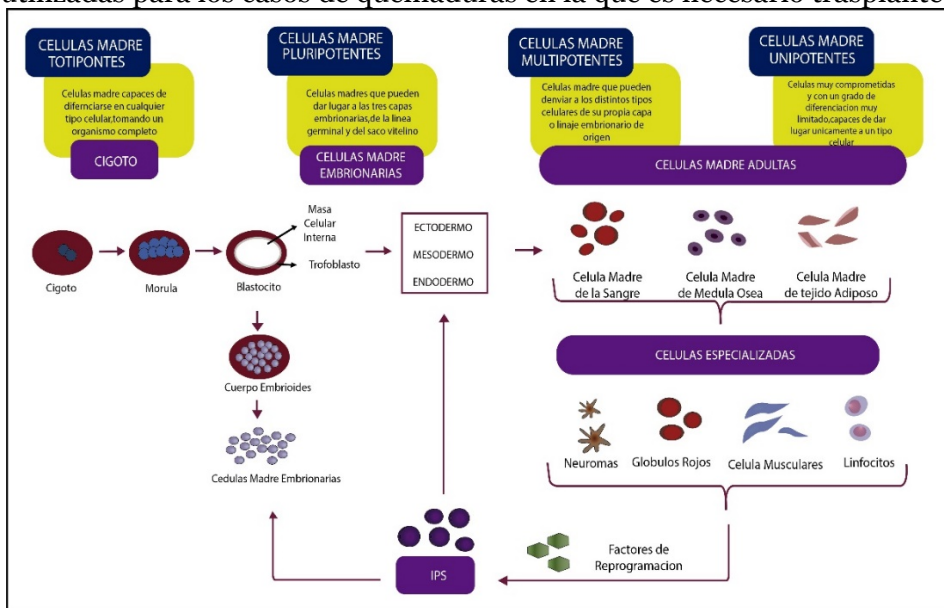 utilizadas para los casos de quemaduras en la que es necesario trasplante
CELULAS MADRE
TOTIPONTES
Celulas madre capaces de
difernciarse en cualquier
tipo celular,tomando un
organismo completo
CIGOTO
CELULAS MADRE
PLURIPOTENTES
Celulas madres que pueden
dar lugar a las tres capas
embrionarias,de la linea
germinal y del saco vitelino
CELULAS MADRE
EMBRIONARIAS
CELULAS MADRE
MULTIPOTENTES
Celulas madre que pueden
denviar a los distintos tipos
celulares de su propia capa
o linaje embrionario de
origen
CELULAS MADRE
UNIPOTENTES
Celulas muy comprometidas
y con un grado de
diferenciacion muy
limitado,capaces de dar
lugar unicamente a un tipo
celular
CELULAS MADRE ADULTAS
Masa
Celular
Interna
Trofoblasto
Cigoto
Morula
Blastocito
ECTODERMO
MESODERMO
ENDODERMO
Celula Madre
de la Sangre
Celula Madre
de Medula Osea
Celula Madre
de tejido Adiposo
CELULAS ESPECIALIZADAS
Cuerpo Embrioides
Cedulas Madre Embrionarias
Neuromas
Globulos Rojos
Celula Musculares
Linfocitos
IPS
Factores de
Reprogramacion